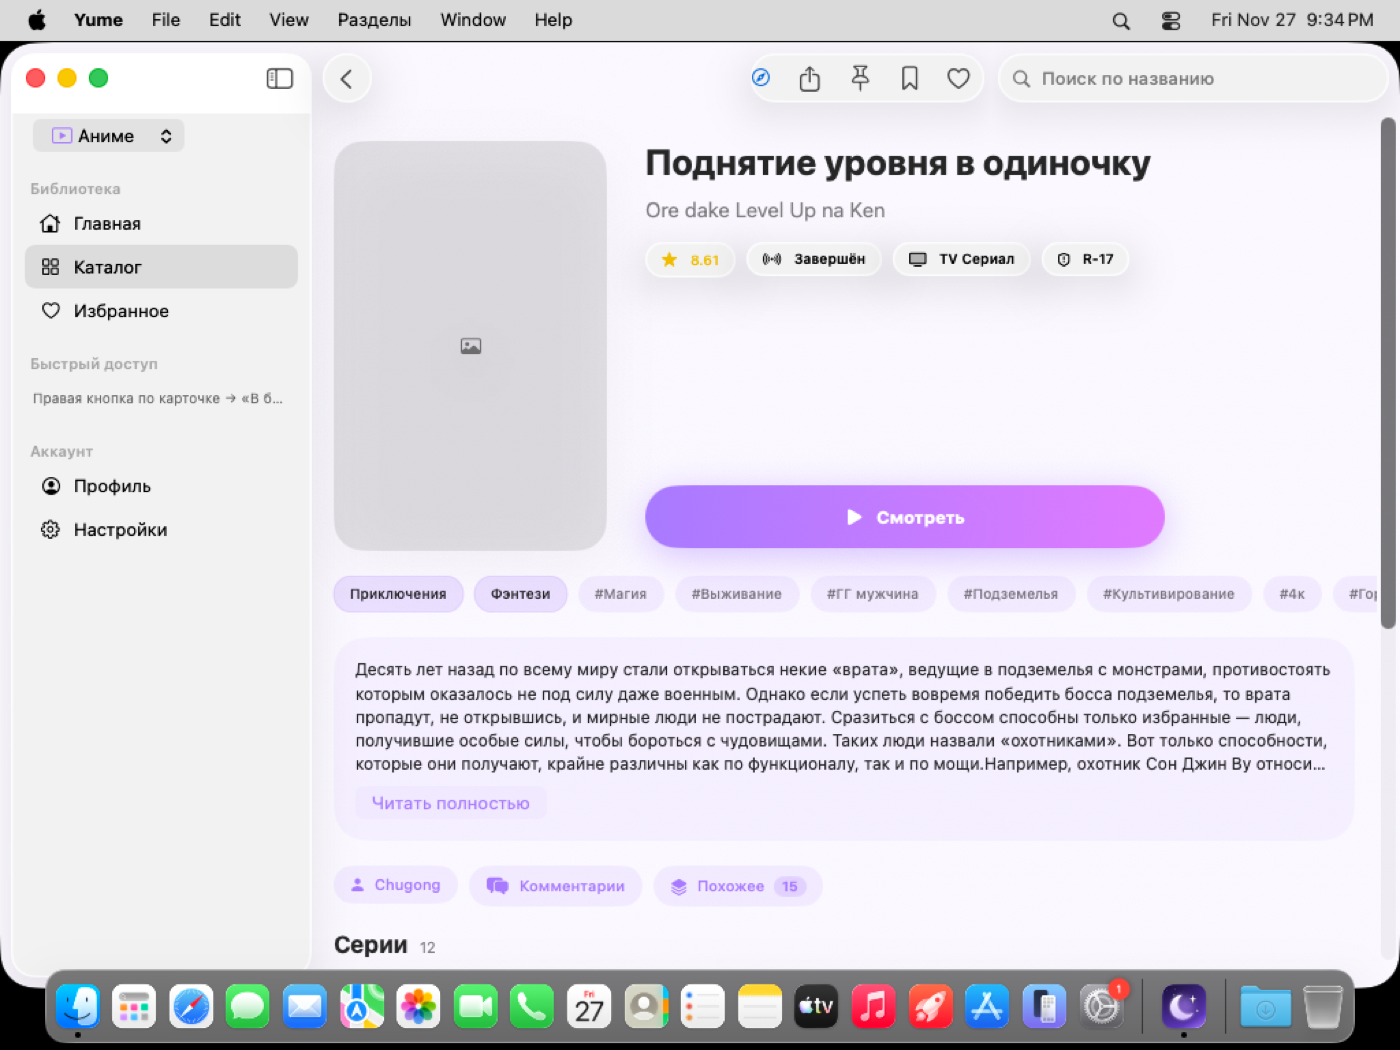 Yume File Edit View Разделы Window Help Fri Nov 27 9:34 PM
Поиск по названию
Аниме
Библиотека
Главная
Каталог
Избранное
Быстрый доступ
Правая кнопка по карточке → «В б...
Аккаунт
Профиль
Настройки
Поднятие уровня в одиночку
Ore dake Level Up na Ken
8.61 Завершён TV Сериал R-17
Смотреть
Приключения Фэнтези #Магия #Выживание #ГГ мужчина #Подземелья #Культивирование #4к #Гор
Десять лет назад по всему миру стали открываться некие «врата», ведущие в подземелья с монстрами, противостоять
которым оказалось не под силу даже военным. Однако если успеть вовремя победить босса подземелья, то врата
пропадут, не открывшись, и мирные люди не пострадают. Сразиться с боссом способны только избранные — люди,
получившие особые силы, чтобы бороться с чудовищами. Таких людей назвали «охотниками». Вот только способности,
которые они получают, крайне различны как по функционалу, так и по мощи.Например, охотник Сон Джин Ву относи...
Читать полностью
Chugong Комментарии Похожее 15
Серии 12
Fri
27
tv
1